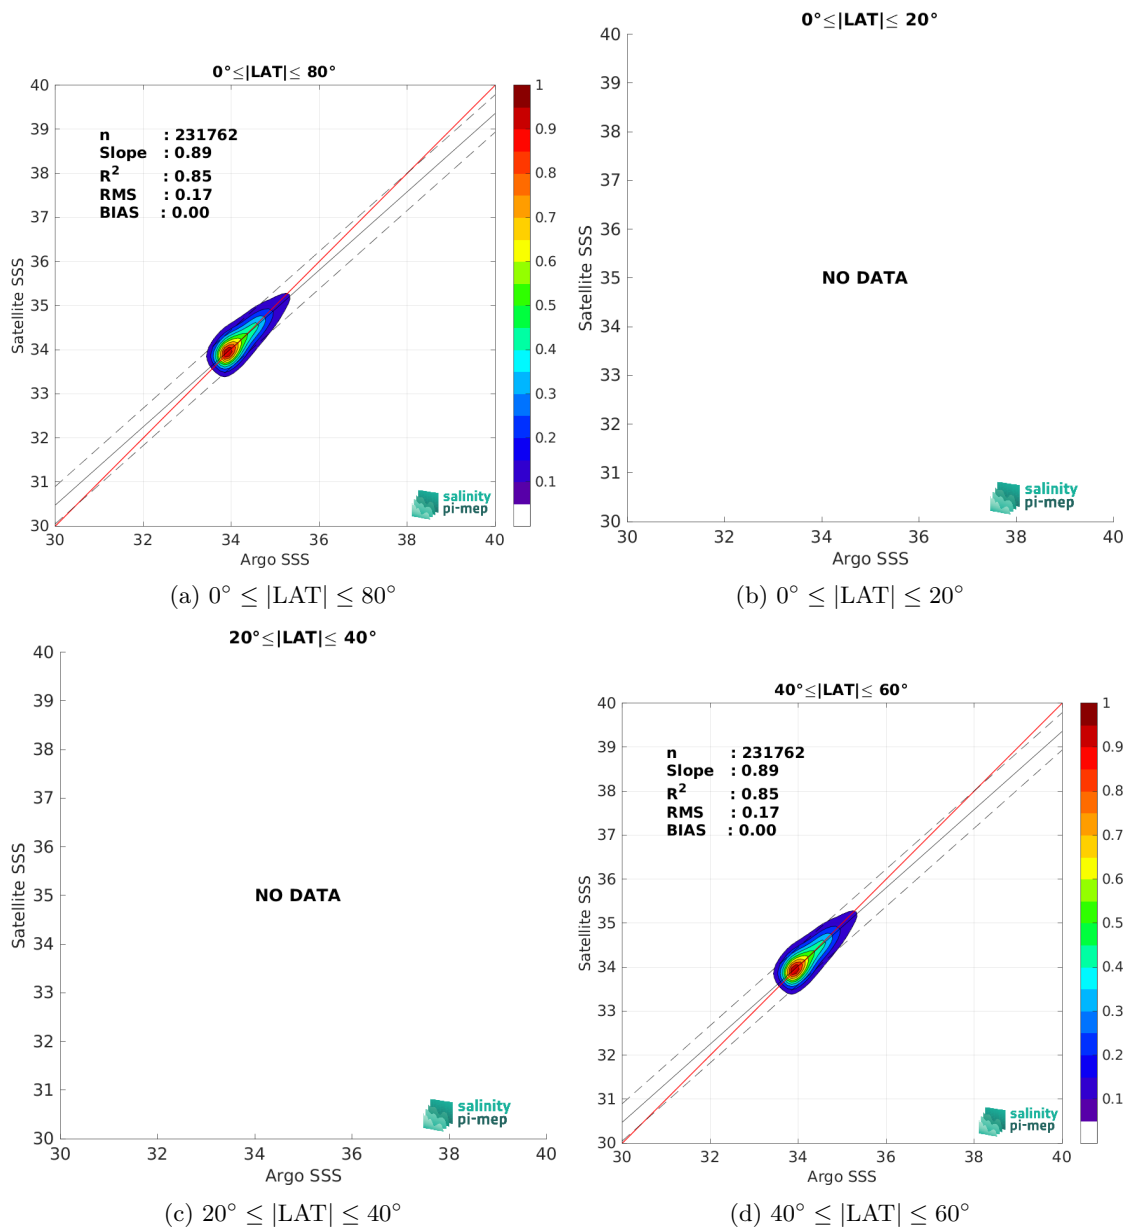 0°≤|LAT|≤ 80°
40
39
38
37
36
35
34
33
32
31
30
Satellite SSS
n : 231762
Slope : 0.89
R² : 0.85
RMS : 0.17
BIAS : 0.00
salinity
pi-mep
30 32 34 36 38 40
Argo SSS
1
0.9
0.8
0.7
0.6
0.5
0.4
0.3
0.2
0.1
(a) 0° ≤ |LAT| ≤ 80°
0°≤|LAT|≤ 20°
40
39
38
37
36
35
34
33
32
31
30
Satellite SSS
NO DATA
salinity
pi-mep
30 32 34 36 38 40
Argo SSS
(b) 0° ≤ |LAT| ≤ 20°
20°≤|LAT|≤ 40°
40
39
38
37
36
35
34
33
32
31
30
Satellite SSS
NO DATA
salinity
pi-mep
30 32 34 36 38 40
Argo SSS
(c) 20° ≤ |LAT| ≤ 40°
40°≤|LAT|≤ 60°
40
39
38
37
36
35
34
33
32
31
30
Satellite SSS
n : 231762
Slope : 0.89
R² : 0.85
RMS : 0.17
BIAS : 0.00
salinity
pi-mep
30 32 34 36 38 40
Argo SSS
1
0.9
0.8
0.7
0.6
0.5
0.4
0.3
0.2
0.1
(d) 40° ≤ |LAT| ≤ 60°